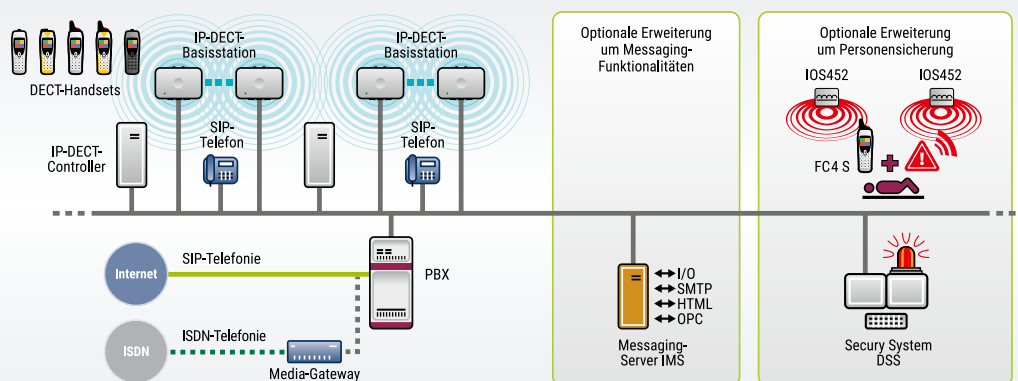 IP-DECT-
Basisstation
IP-DECT-
Basisstation
DECT-Handsets
IP-DECT-
Controller
SIP-
Telefon
SIP-
Telefon
Optionale Erweiterung
um Messaging-
Funktionalitäten
Optionale Erweiterung
um Personensicherung
IOS452
IOS452
FC4 S
Internet
SIP-Telefonie
PBX
ISDN
ISDN-Telefonie
Media-Gateway
I/O
SMTP
HTML
OPC
Messaging-
Server IMS
Secury System
DSS